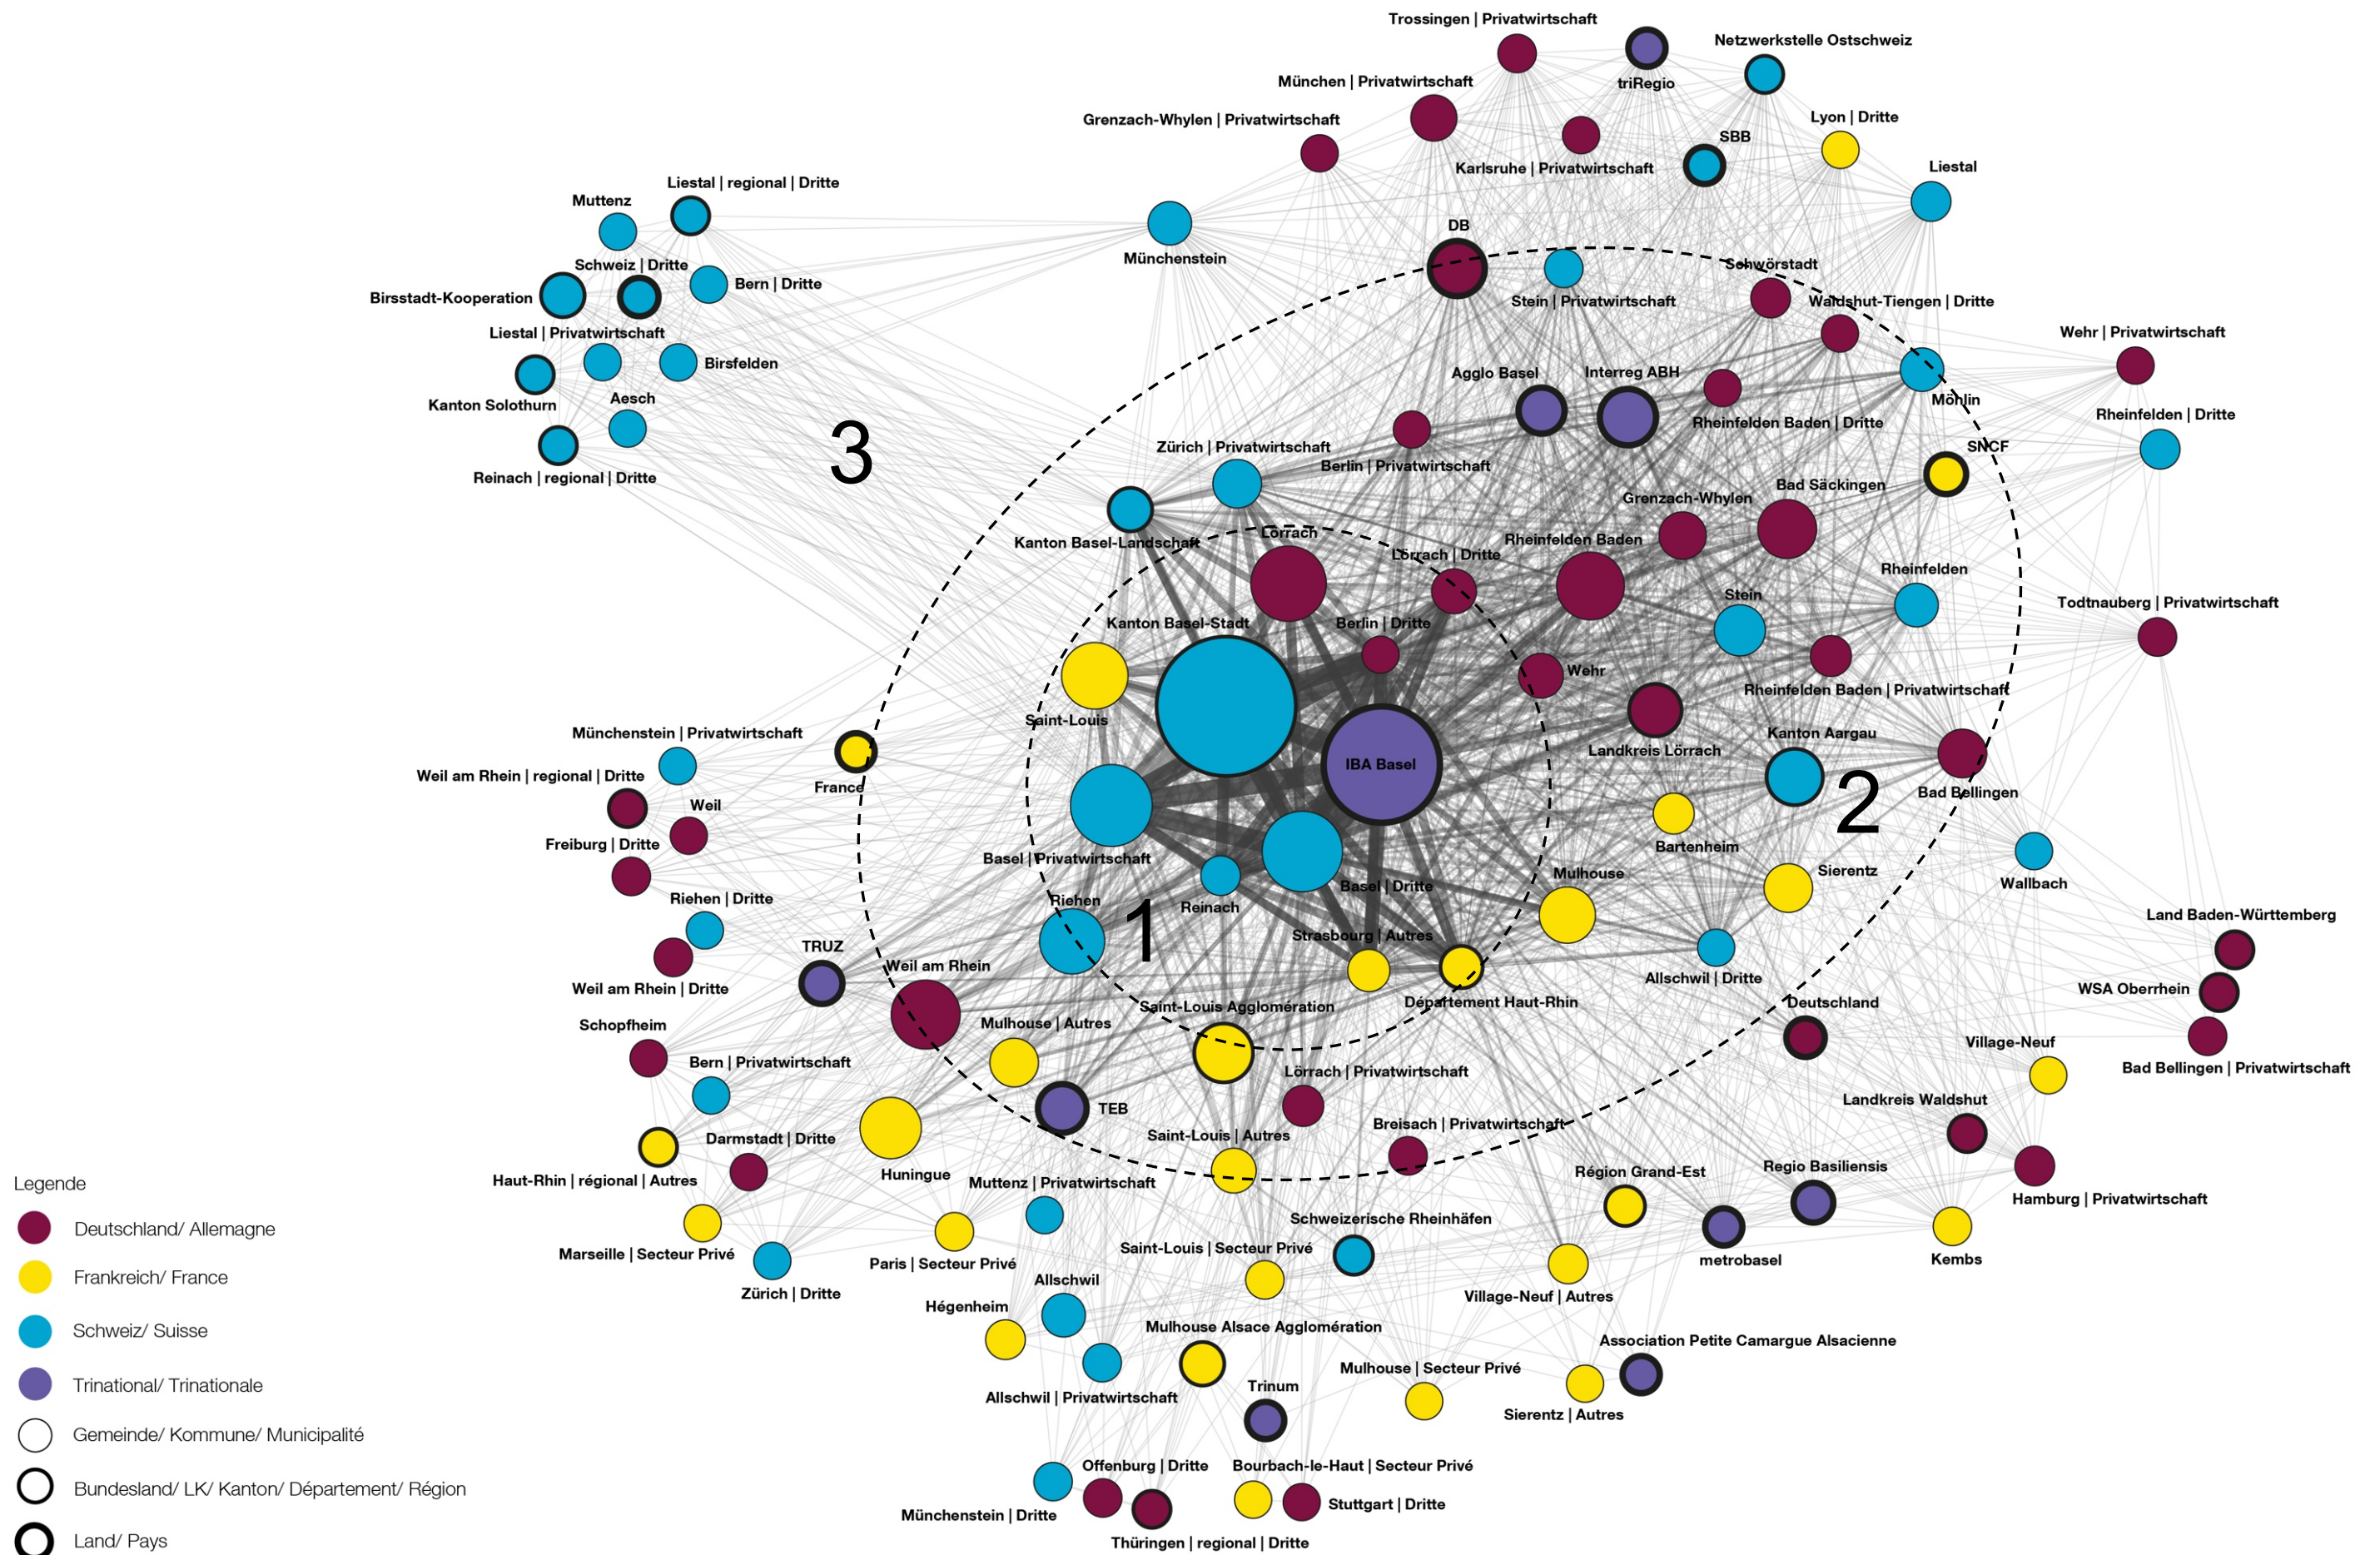 Trossingen | Privatwirtschaft
Netzwerkstelle Ostschweiz
München | Privatwirtschaft
triRegio
Grenzach-Whylen | Privatwirtschaft
Lyon | Dritte
SBB
Karlsruhe | Privatwirtschaft
Liestal
Liestal | regional | Dritte
Muttenz
DB
Münchenstein
Schweiz | Dritte
Schwörstadt
Bern | Dritte
Birsstadt-Kooperation
Stein | Privatwirtschaft
Waldshut-Tiengen | Dritte
Liestal | Privatwirtschaft
Wehr | Privatwirtschaft
Birsfelden
Agglo Basel
Interreg ABH
Aesch
Möhlin
Kanton Solothurn
Rheinfelden | Dritte
Rheinfelden Baden | Dritte
3
Zürich | Privatwirtschaft
SNCF
Berlin | Privatwirtschaft
Reinach | regional | Dritte
Bad Säckingen
Grenzach-Whylen
Lörrach
Kanton Basel-Landschaft
Rheinfelden Baden
Lörrach | Dritte
Rheinfelden
Stein
Todtnauberg | Privatwirtschaft
Kanton Basel-Stadt
Berlin | Dritte
Wehr
Rheinfelden Baden | Privatwirtschaft
Saint-Louis
Münchenstein | Privatwirtschaft
Kanton Aargau
Landkreis Lörrach
IBA Basel
Weil am Rhein | regional | Dritte
France
Bad Bellingen
2
Weil
Freiburg | Dritte
Bartenheim
Basel | Privatwirtschaft
Sierentz
Mulhouse
Basel | Dritte
Wallbach
Riehen | Dritte
Riehen
Reinach
1
Land Baden-Württemberg
Strasbourg | Autres
TRUZ
Weil am Rhein
Allschwil | Dritte
Weil am Rhein | Dritte
WSA Oberrhein
Département Haut-Rhin
Deutschland
Saint-Louis Agglomération
Mulhouse | Autres
Schopfheim
Village-Neuf
Bern | Privatwirtschaft
Bad Bellingen | Privatwirtschaft
Lörrach | Privatwirtschaft
Landkreis Waldshut
TEB
Breisach | Privatwirtschaft
Saint-Louis | Autres
Darmstadt | Dritte
Regio Basiliensis
Région Grand-Est
Huningue
Haut-Rhin | régional | Autres
Muttenz | Privatwirtschaft
Hamburg | Privatwirtschaft
Schweizerische Rheinhäfen
Saint-Louis | Secteur Privé
Marseille | Secteur Privé
Paris | Secteur Privé
metrobasel
Kembs
Allschwil
Zürich | Dritte
Village-Neuf | Autres
Hégenheim
Mulhouse Alsace Agglomération
Association Petite Camargue Alsacienne
Mulhouse | Secteur Privé
Trinum
Allschwil | Privatwirtschaft
Sierentz | Autres
Offenburg | Dritte
Bourbach-le-Haut | Secteur Privé
Stuttgart | Dritte
Münchenstein | Dritte
Thüringen | regional | Dritte
Legende
Deutschland/ Allemagne
Frankreich/ France
Schweiz/ Suisse
Trinational/ Trinationale
Gemeinde/ Kommune/ Municipalité
Bundesland/ LK/ Kanton/ Département/ Région
Land/ Pays